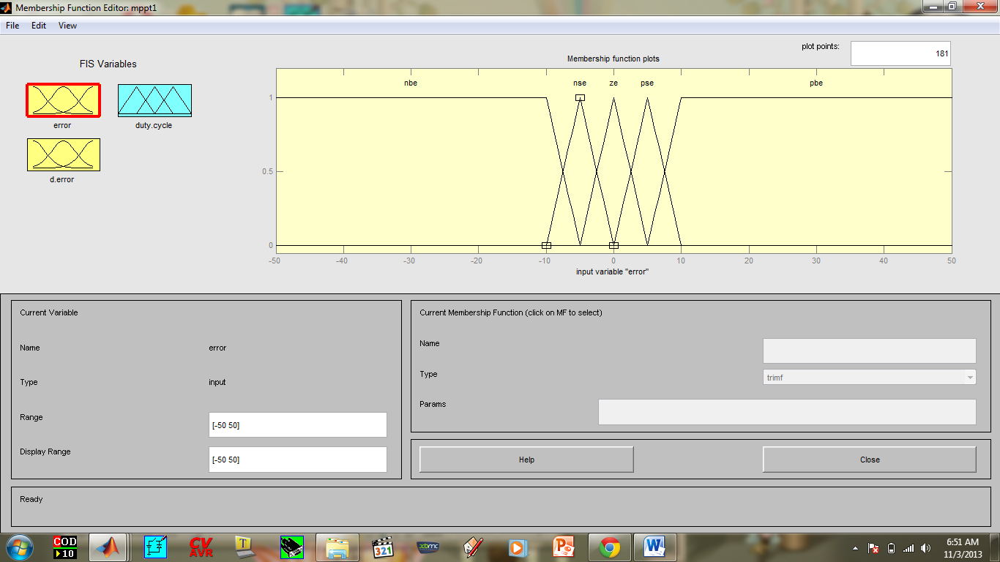 Membership Function Editor: mppt1
File Edit View
FIS Variables
error
duty.cycle
d.error
plot points:
181
Membership function plots
nbe nse ze pse pbe
1
0.5
0
-50 -40 -30 -20 -10 0 10 20 30 40 50
input variable "error"
Current Variable
Name error
Type input
Range [-50 50]
Display Range [-50 50]
Current Membership Function (click on MF to select)
Name
Type trimf
Params
Help Close
Ready
COD
10
CV
AVR
T
321
xbmc
P
W
6:51 AM
11/3/2013